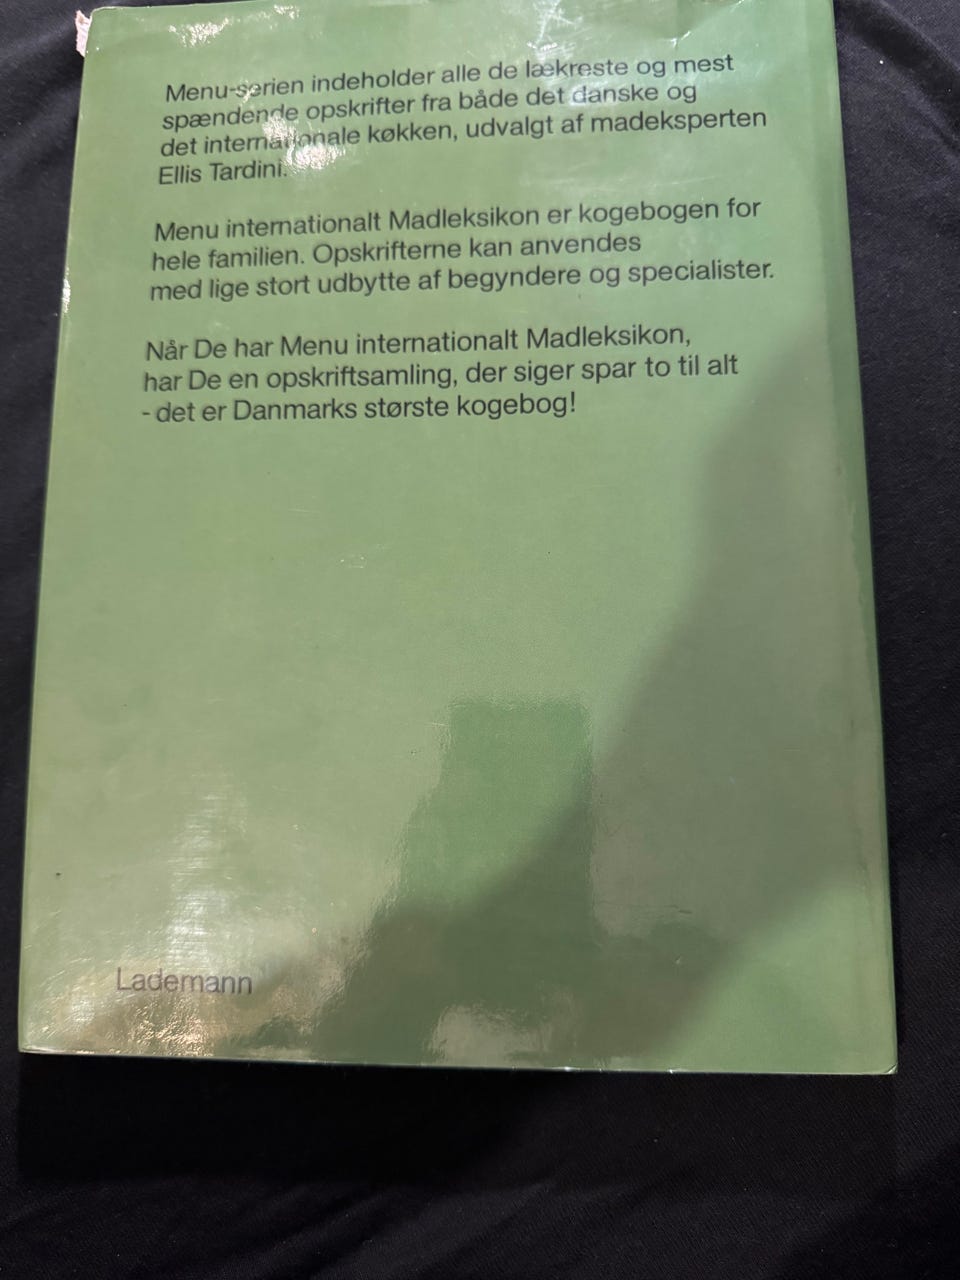 Menu-serien indeholder alle de lækreste og mest
spændende opskrifter fra både det danske og
det internationale køkken, udvalgt af madeksperten
Ellis Tardini.
Menu internationalt Madleksikon er kogebogen for
hele familien. Opskrifterne kan anvendes
med lige stort udbytte af begyndere og specialister.
Når De har Menu internationalt Madleksikon,
har De en opskriftsamling, der siger spar to til alt
- det er Danmarks største kogebog!
Lademann